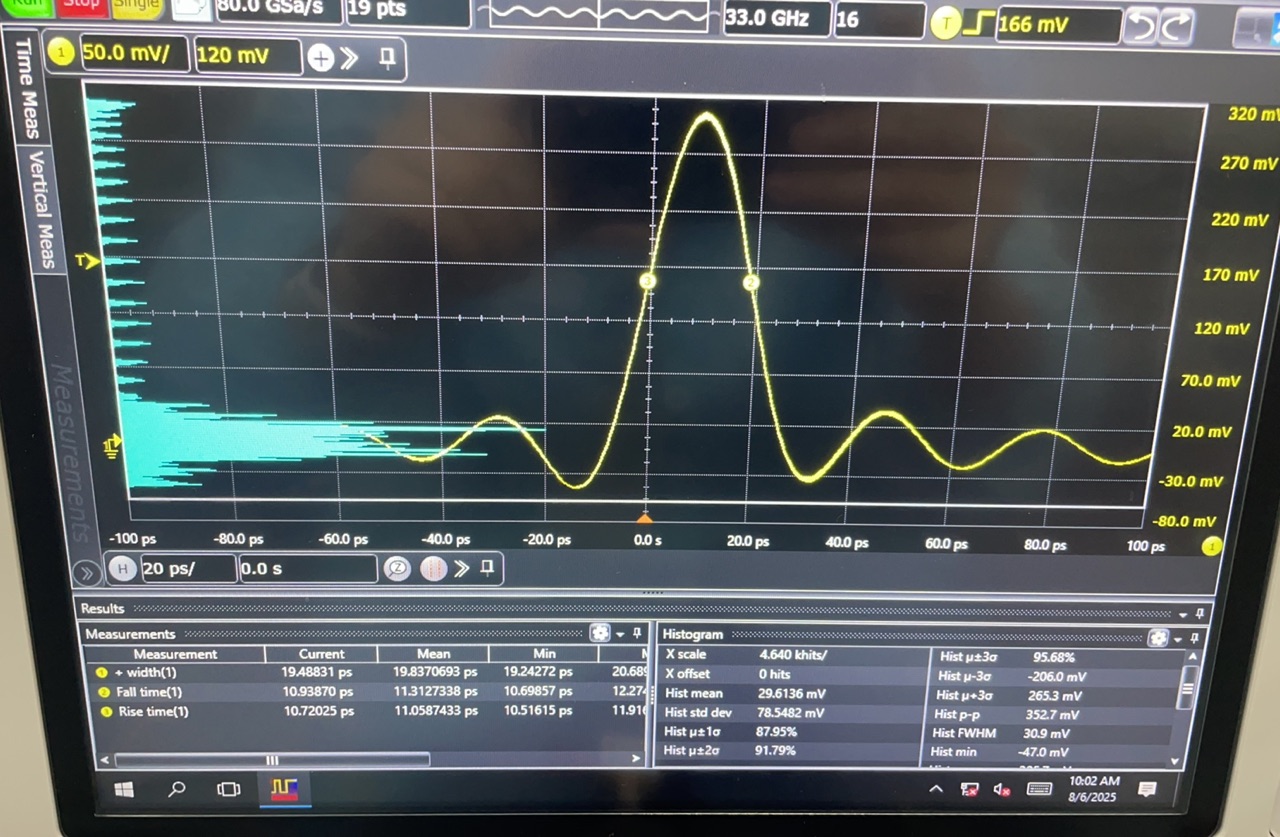 Run Stop Single 80.0 GSa/s 19 pts 33.0 GHz 16 T 166 mV
1 50.0 mV/ 120 mV
Time Meas
Vertical Meas
Measurements
T
320 mV
270 mV
220 mV
170 mV
120 mV
70.0 mV
20.0 mV
-30.0 mV
-80.0 mV
-100 ps -80.0 ps -60.0 ps -40.0 ps -20.0 ps 0.0 s 20.0 ps 40.0 ps 60.0 ps 80.0 ps 100 ps 1
H 20 ps/ 0.0 s
Results
Measurements
Measurement Current Mean Min
+ width(1) 19.48831 ps 19.8370693 ps 19.24272 ps 20.689
Fall time(1) 10.93870 ps 11.3127338 ps 10.69857 ps 12.274
Rise time(1) 10.72025 ps 11.0587433 ps 10.51615 ps 11.916
Histogram
X scale 4.640 khits/
X offset 0 hits
Hist mean 29.6136 mV
Hist std dev 78.5482 mV
Hist µ±1σ 87.95%
Hist µ±2σ 91.79%
Hist µ±3σ 95.68%
Hist µ-3σ -206.0 mV
Hist µ+3σ 265.3 mV
Hist p-p 352.7 mV
Hist FWHM 30.9 mV
Hist min -47.0 mV
10:02 AM
8/6/2025